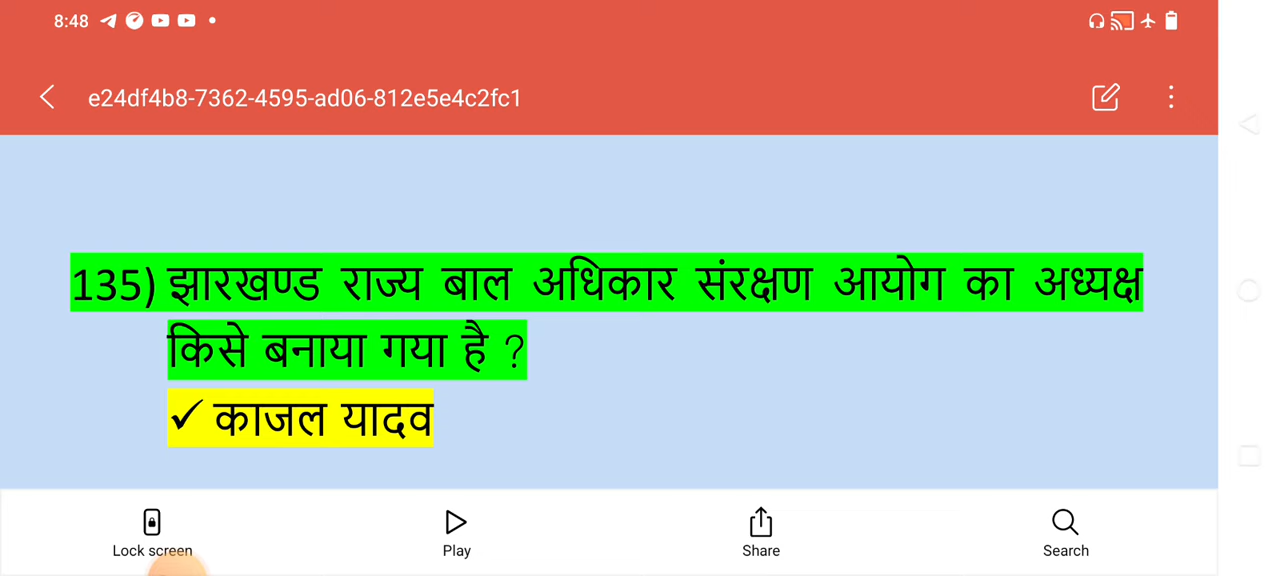 8:48
e24df4b8-7362-4595-ad06-812e5e4c2fc1
135) झारखण्ड राज्य बाल अधिकार संरक्षण आयोग का अध्यक्ष
किसे बनाया गया है ?
✓ काजल यादव
Lock screen Play Share Search